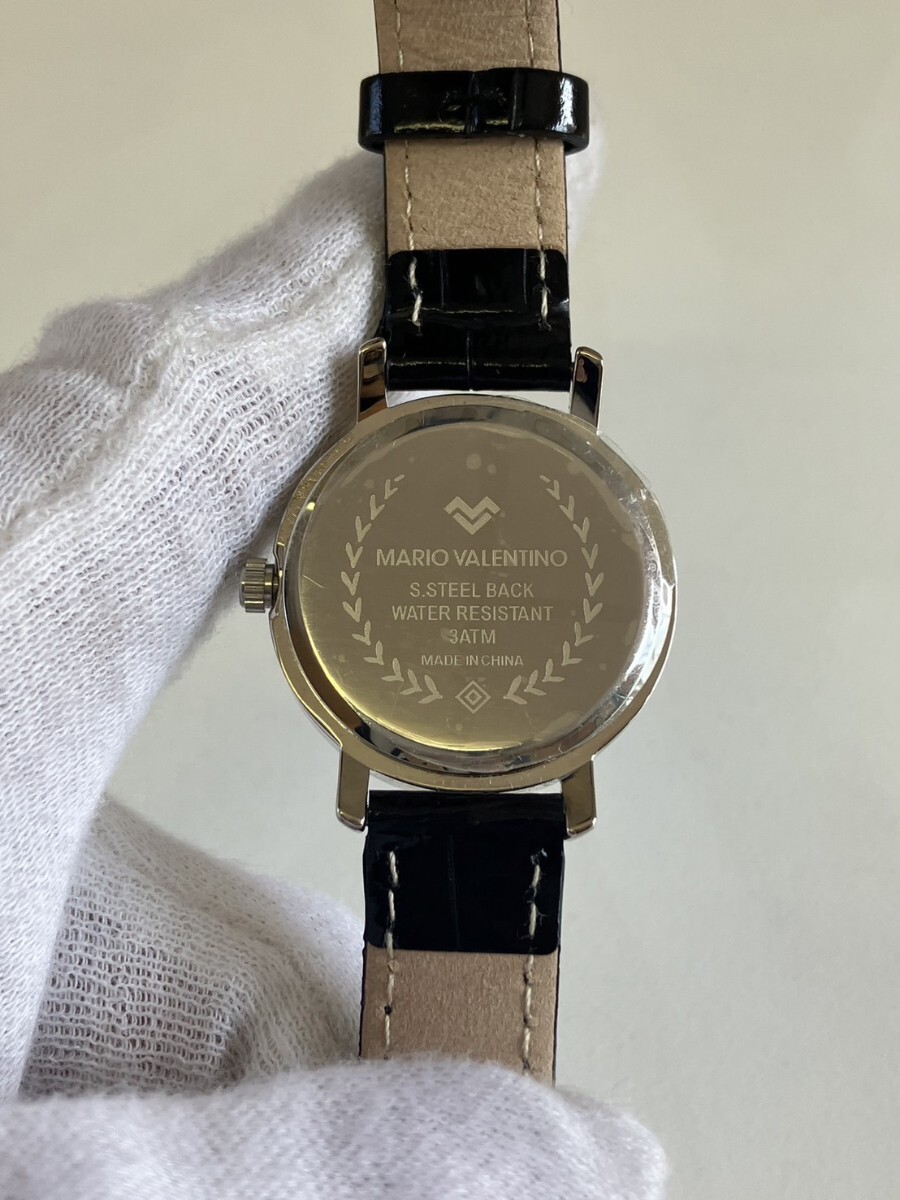 MARIO VALENTINO
S.STEEL BACK
WATER RESISTANT
3ATM
MADE IN CHINA